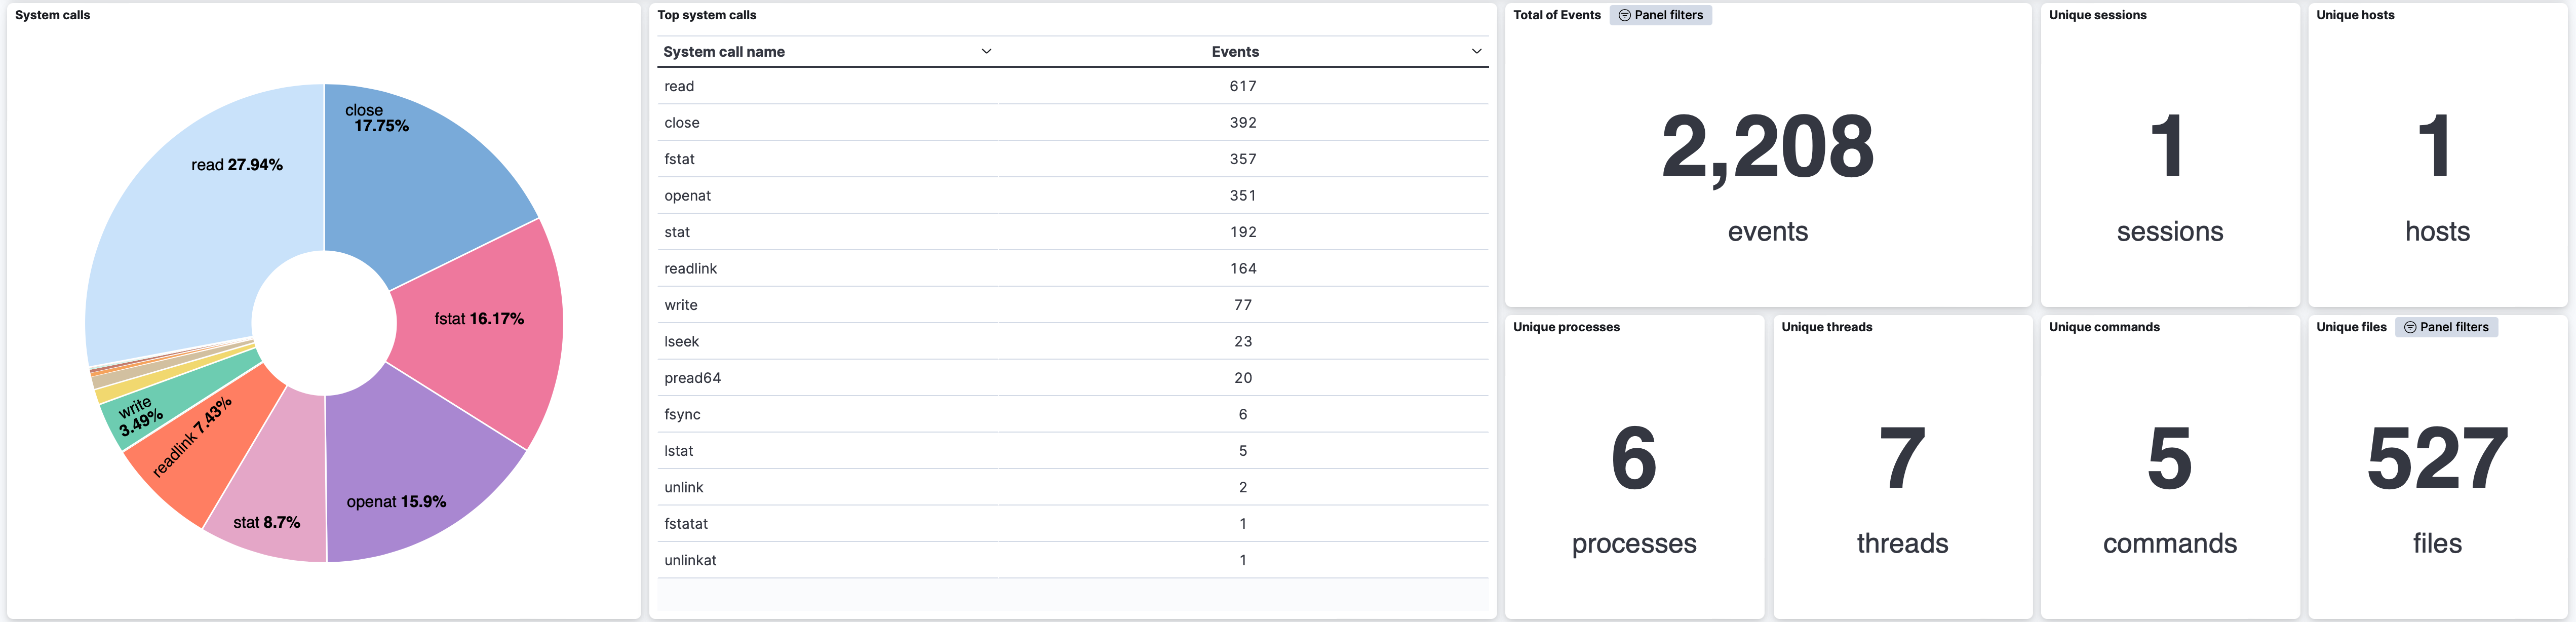 System calls
close
17.75%
read 27.94%
fstat 16.17%
write
3.49%
readlink 7.43%
stat 8.7%
openat 15.9%
Top system calls
System call name Events
read 617
close 392
fstat 357
openat 351
stat 192
readlink 164
write 77
lseek 23
pread64 20
fsync 6
lstat 5
unlink 2
fstatat 1
unlinkat 1
Total of Events Panel filters
2,208
events
Unique sessions
1
sessions
Unique hosts
1
hosts
Unique processes
6
processes
Unique threads
7
threads
Unique commands
5
commands
Unique files Panel filters
527
files